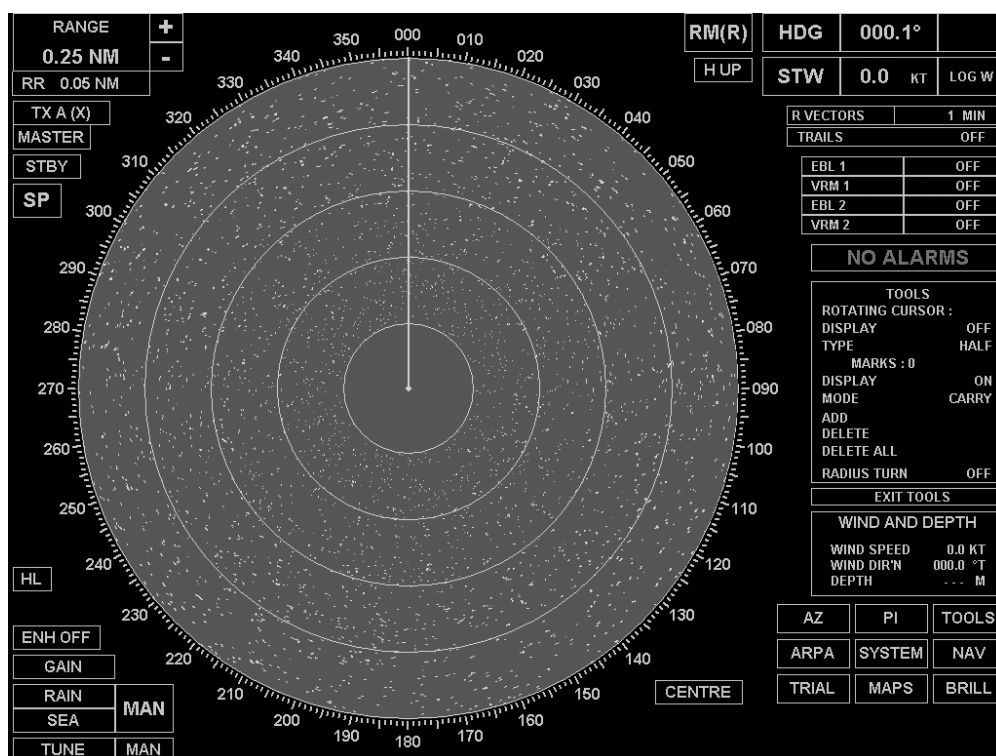 RANGE +
0.25 NM -
RR 0.05 NM
TX A (X)
MASTER
STBY
SP
HL
ENH OFF
GAIN
RAIN
SEA
MAN
TUNE MAN
000
010
020
030
040
050
060
070
080
090
100
110
120
130
140
150
160
170
180
190
200
210
220
230
240
250
260
270
280
290
300
310
320
330
340
350
RM(R)
H UP
CENTRE
HDG 000.1°
STW 0.0 KT LOG W
R VECTORS 1 MIN
TRAILS OFF
EBL 1 OFF
VRM 1 OFF
EBL 2 OFF
VRM 2 OFF
NO ALARMS
TOOLS
ROTATING CURSOR :
DISPLAY OFF
TYPE HALF
MARKS : 0
DISPLAY ON
MODE CARRY
ADD
DELETE
DELETE ALL
RADIUS TURN OFF
EXIT TOOLS
WIND AND DEPTH
WIND SPEED 0.0 KT
WIND DIR'N 000.0 °T
DEPTH - - - M
AZ PI TOOLS
ARPA SYSTEM NAV
TRIAL MAPS BRILL